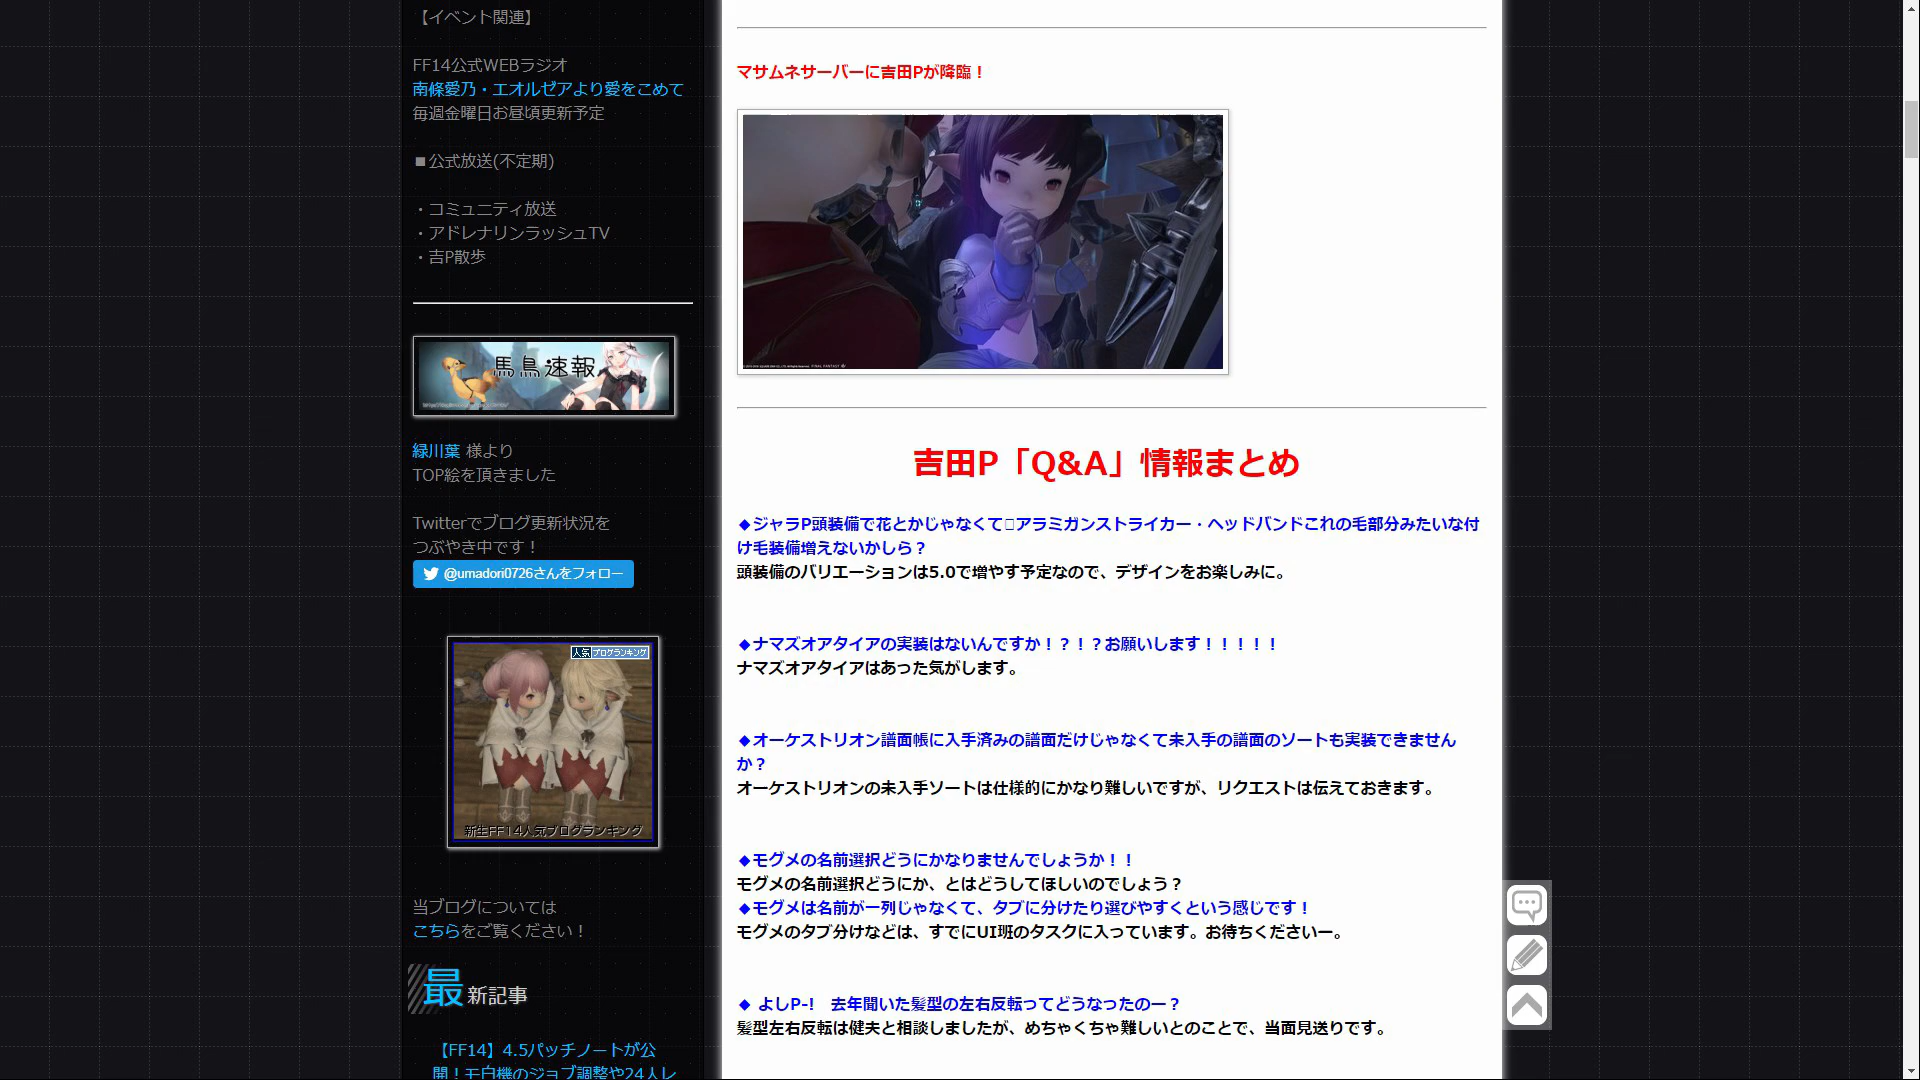 【イベント関連】
FF14公式WEBラジオ
南條愛乃・エオルゼアより愛をこめて
毎週金曜日お昼頃更新予定
■公式放送(不定期)
・コミュニティ放送
・アドレナリンラッシュTV
・吉P散歩
馬鳥速報
緑川葉 様より
TOP絵を頂きました
Twitterでブログ更新状況を
つぶやき中です！
@umadori0726さんをフォロー
人気ブログランキング
新生FF14人気ブログランキング
当ブログについては
こちらをご覧ください！
最新記事
【FF14】4.5パッチノートが公
開！モ白機のジョブ調整や24人レ
マサムネサーバーに吉田Pが降臨！
吉田P「Q&A」情報まとめ
◆ジャラP頭装備で花とかじゃなくて□アラミガンストライカー・ヘッドバンドこれの毛部分みたいな付
け毛装備増えないかしら？
頭装備のバリエーションは5.0で増やす予定なので、デザインをお楽しみに。
◆ナマズオアタイアの実装はないんですか！？！？お願いします！！！！！
ナマズオアタイアはあった気がします。
◆オーケストリオン譜面帳に入手済みの譜面だけじゃなくて未入手の譜面のソートも実装できません
か？
オーケストリオンの未入手ソートは仕様的にかなり難しいですが、リクエストは伝えておきます。
◆モグメの名前選択どうにかなりませんでしょうか！！
モグメの名前選択どうにか、とはどうしてほしいのでしょう？
◆モグメは名前が一列じゃなくて、タブに分けたり選びやすくという感じです！
モグメのタブ分けなどは、すでにUI班のタスクに入っています。お待ちくださいー。
◆ よしP-!　去年聞いた髪型の左右反転ってどうなったのー？
髪型左右反転は健夫と相談しましたが、めちゃくちゃ難しいとのことで、当面見送りです。